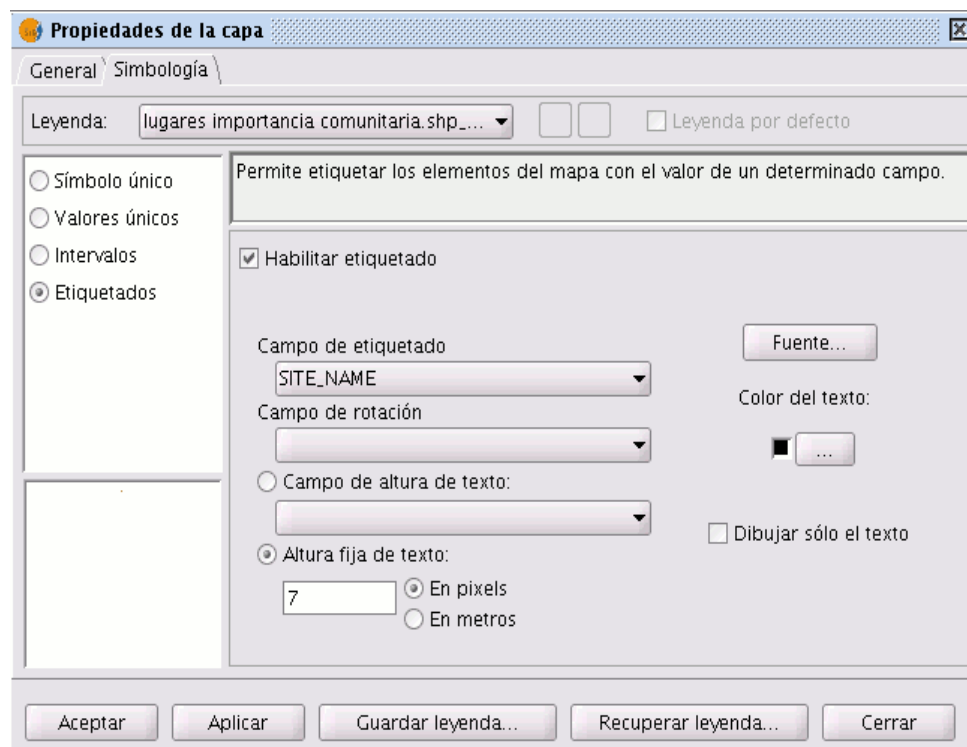 Propiedades de la capa
General
Simbología
Leyenda:
lugares importancia comunitaria.shp_...
Leyenda por defecto
Símbolo único
Valores únicos
Intervalos
Etiquetados
Permite etiquetar los elementos del mapa con el valor de un determinado campo.
Habilitar etiquetado
Campo de etiquetado
SITE_NAME
Campo de rotación
Campo de altura de texto:
Altura fija de texto:
7
En pixels
En metros
Fuente...
Color del texto:
...
Dibujar sólo el texto
Aceptar
Aplicar
Guardar leyenda...
Recuperar leyenda...
Cerrar